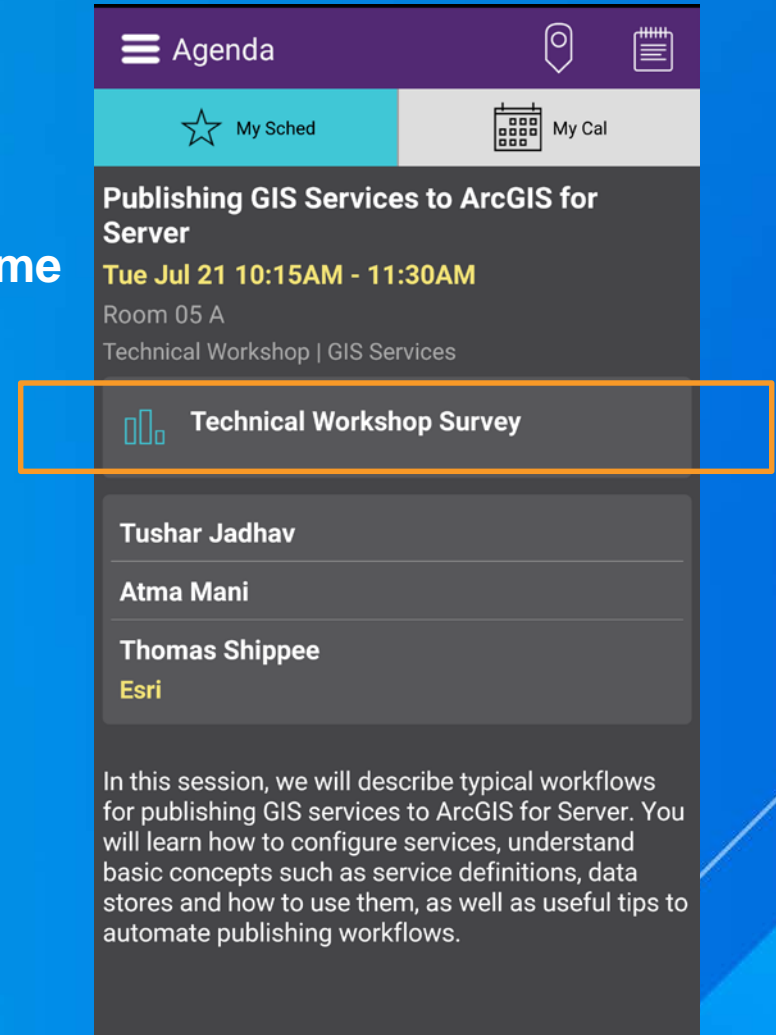 Agenda
My Sched
My Cal
Publishing GIS Services to ArcGIS for
Server
me
Tue Jul 21 10:15AM - 11:30AM
Room 05 A
Technical Workshop | GIS Services
Technical Workshop Survey
Tushar Jadhav
Atma Mani
Thomas Shippee
Esri
In this session, we will describe typical workflows
for publishing GIS services to ArcGIS for Server. You
will learn how to configure services, understand
basic concepts such as service definitions, data
stores and how to use them, as well as useful tips to
automate publishing workflows.